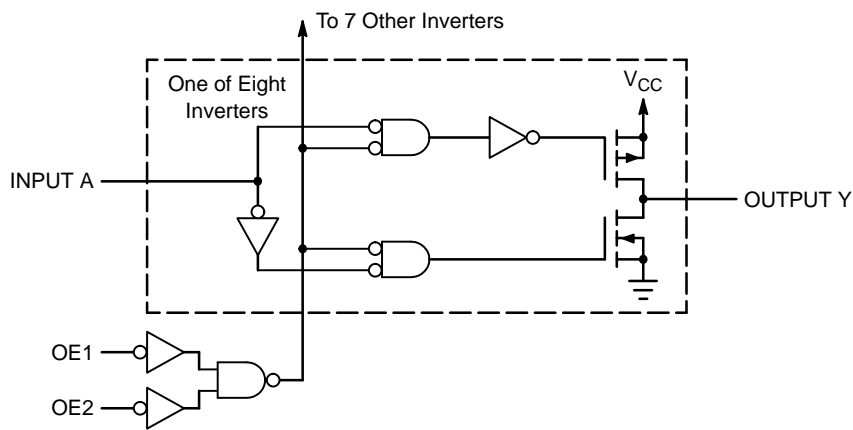 To 7 Other Inverters
One of Eight
Inverters
VCC
INPUT A
OUTPUT Y
OE1
OE2